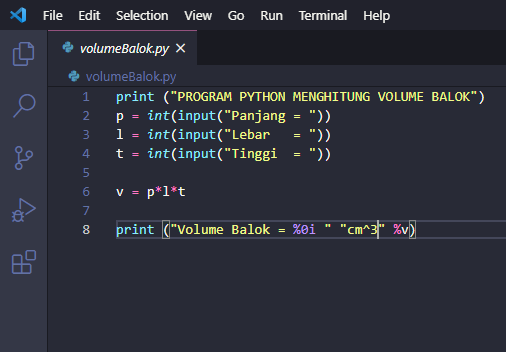 File Edit Selection View Go Run Terminal Help
volumeBalok.py
volumeBalok.py
1 print ("PROGRAM PYTHON MENGHITUNG VOLUME BALOK")
2 p = int(input("Panjang = "))
3 l = int(input("Lebar   = "))
4 t = int(input("Tinggi  = "))
5
6 v = p*l*t
7
8 print ("Volume Balok = %0i " "cm^3" %v)